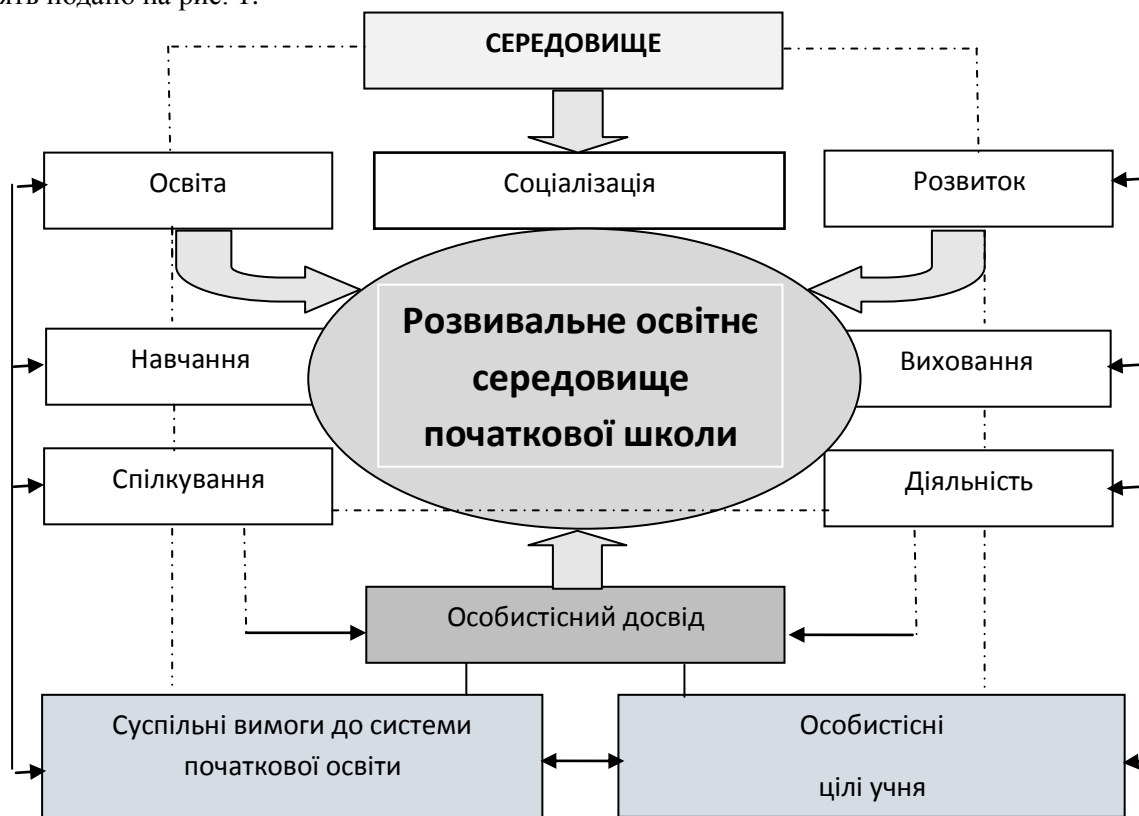 подано на рис. 1.
СЕРЕДОВИЩЕ
Освіта
Соціалізація
Розвиток
Розвивальне освітнє
середовище
початкової школи
Навчання
Виховання
Спілкування
Діяльність
Особистісний досвід
Суспільні вимоги до системи
початкової освіти
Особистісні
цілі учня